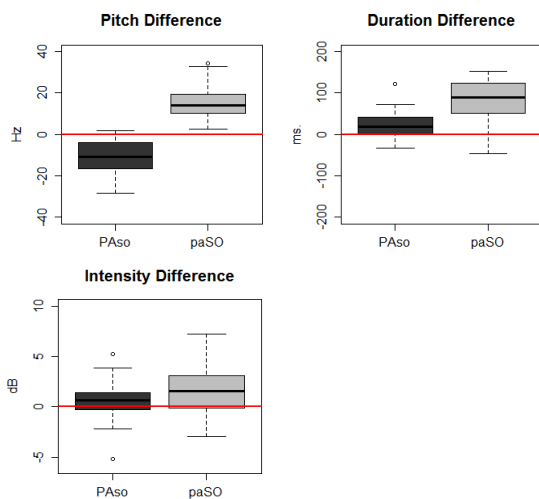 Pitch Difference
Hz
40
20
0
-20
-40
PAso paSO
Duration Difference
ms.
200
100
0
-100
-200
PAso paSO
Intensity Difference
dB
10
5
0
-5
PAso paSO